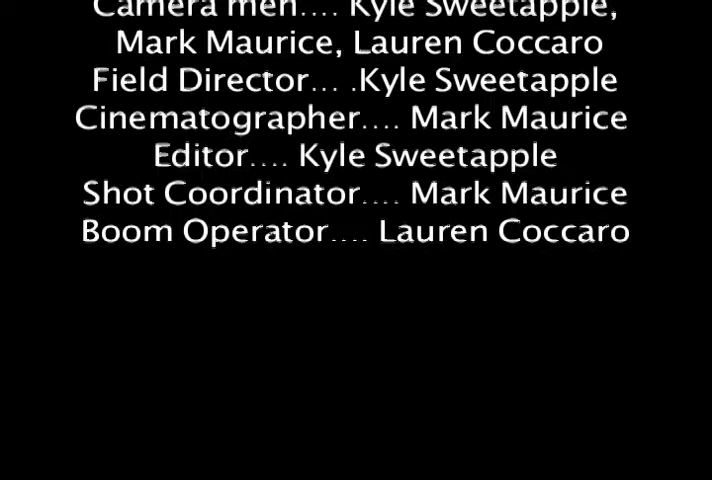 Camera men.... Kyle Sweetapple,
Mark Maurice, Lauren Coccaro
Field Director... .Kyle Sweetapple
Cinematographer.... Mark Maurice
Editor.... Kyle Sweetapple
Shot Coordinator.... Mark Maurice
Boom Operator.... Lauren Coccaro